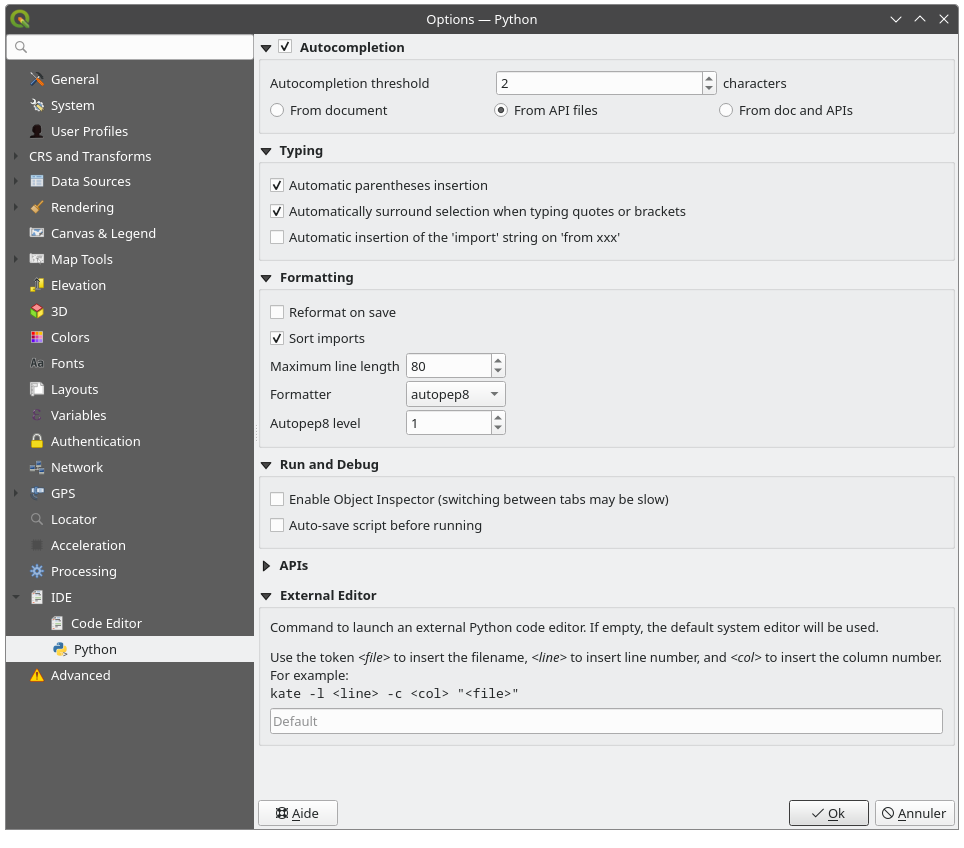 Options — Python
Autocompletion
Autocompletion threshold 2 characters
From document From API files From doc and APIs
Typing
Automatic parentheses insertion
Automatically surround selection when typing quotes or brackets
Automatic insertion of the 'import' string on 'from xxx'
Formatting
Reformat on save
Sort imports
Maximum line length 80
Formatter autopep8
Autopep8 level 1
Run and Debug
Enable Object Inspector (switching between tabs may be slow)
Auto-save script before running
APIs
External Editor
Command to launch an external Python code editor. If empty, the default system editor will be used.
Use the token <file> to insert the filename, <line> to insert line number, and <col> to insert the column number.
For example:
kate -l <line> -c <col> "<file>"
Default
General
System
User Profiles
CRS and Transforms
Data Sources
Rendering
Canvas & Legend
Map Tools
Elevation
3D
Colors
Aa Fonts
Layouts
Variables
Authentication
Network
GPS
Locator
Acceleration
Processing
IDE
Code Editor
Python
Advanced
Aide Ok Annuler